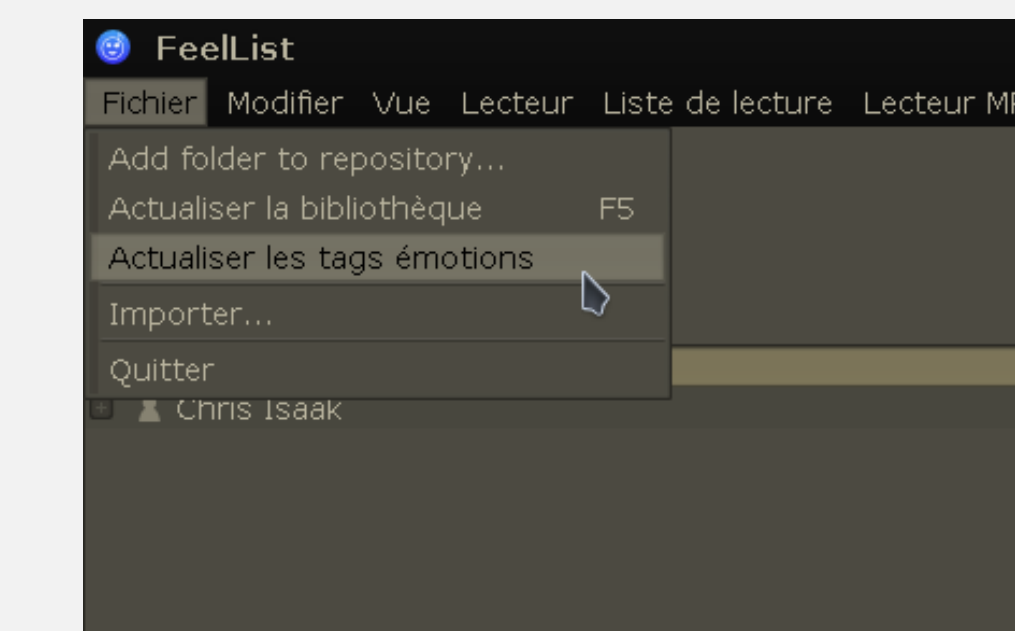 FeelList
Fichier Modifier Vue Lecteur Liste de lecture Lecteur
Add folder to repository...
Actualiser la bibliothèque F5
Actualiser les tags émotions
Importer...
Quitter
Chris Isaak